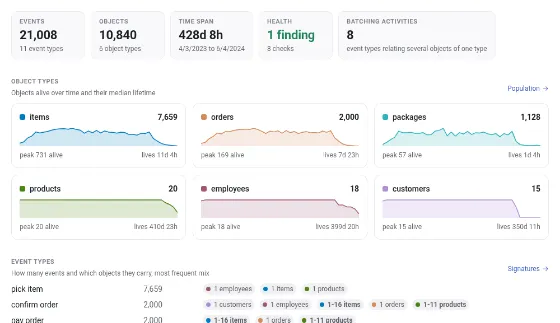 EVENTS
21,008
11 event types
OBJECTS
10,840
6 object types
TIME SPAN
428d 8h
4/3/2023 to 6/4/2024
HEALTH
1 finding
8 checks
BATCHING ACTIVITIES
8
event types relating several objects of one type
OBJECT TYPES
Objects alive over time and their median lifetime
Population →
items 7,659
peak 731 alive lives 11d 4h
orders 2,000
peak 169 alive lives 7d 23h
packages 1,128
peak 57 alive lives 1d 4h
products 20
peak 20 alive lives 410d 23h
employees 18
peak 18 alive lives 399d 20h
customers 15
peak 15 alive lives 350d 11h
EVENT TYPES
How many events and which objects they carry, most frequent mix
Signatures →
pick item 7,659 1 employees 1 items 1 products
confirm order 2,000 1 customers 1 employees 1-16 items 1 orders 1-11 products
pay order 2,000 1-16 items 1 orders 1-11 products